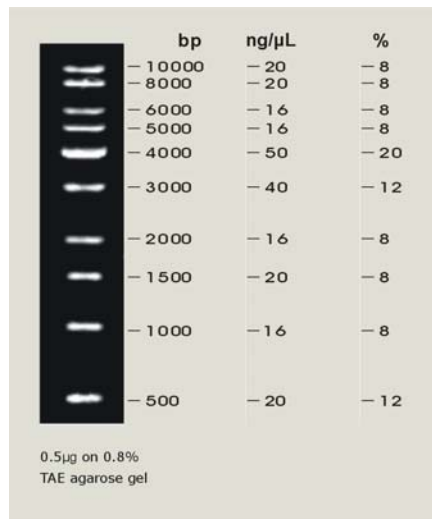 bp ng/µL %
– 10000 – 20 – 8
– 8000 – 20 – 8
– 6000 – 16 – 8
– 5000 – 16 – 8
– 4000 – 50 – 20
– 3000 – 40 – 12
– 2000 – 16 – 8
– 1500 – 20 – 8
– 1000 – 16 – 8
– 500 – 20 – 12
0.5µg on 0.8%
TAE agarose gel